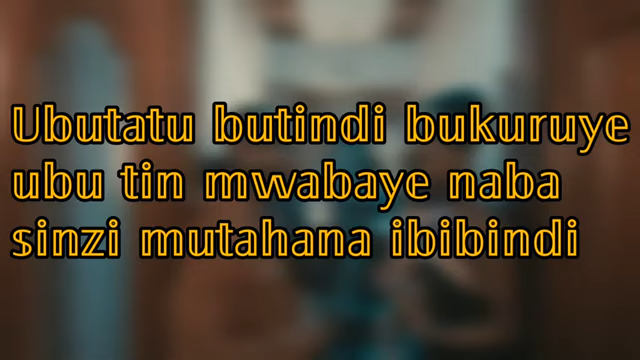 Ubutatu butindi bukuruye
ubu tin mwabaye naba
sinzi mutahana ibibindi